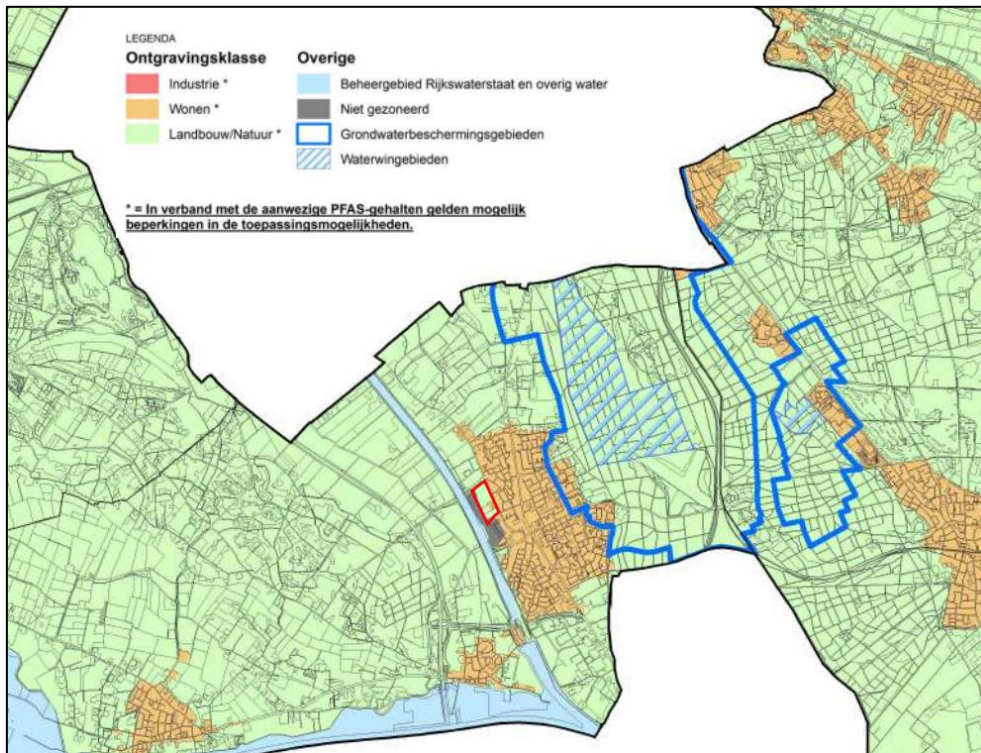 LEGENDA
Ontgravingsklasse
Industrie *
Wonen *
Landbouw/Natuur *
Overige
Beheergebied Rijkswaterstaat en overig water
Niet gezoneerd
Grondwaterbeschermingsgebieden
Waterwingebieden
* = In verband met de aanwezige PFAS-gehalten gelden mogelijk
beperkingen in de toepassingsmogelijkheden.